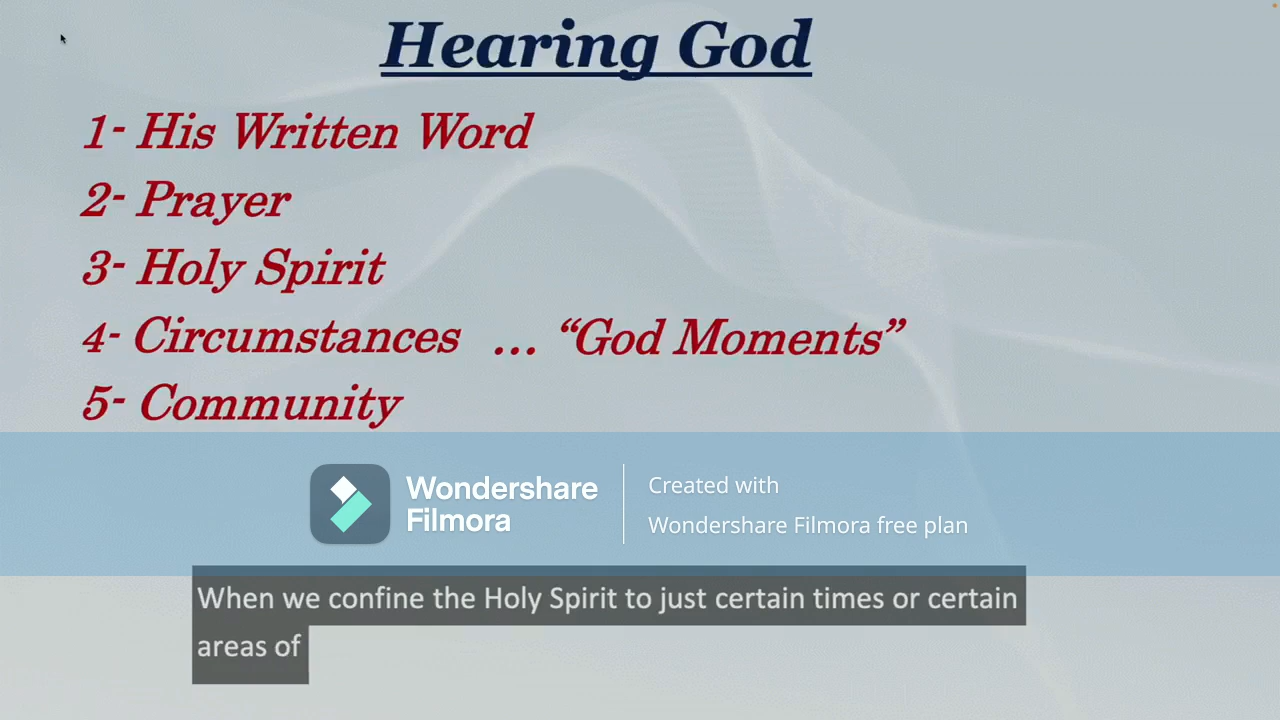 Hearing God
1- His Written Word
2- Prayer
3- Holy Spirit
4- Circumstances ... “God Moments”
5- Community
Wondershare
Filmora
Created with
Wondershare Filmora free plan
When we confine the Holy Spirit to just certain times or certain
areas of